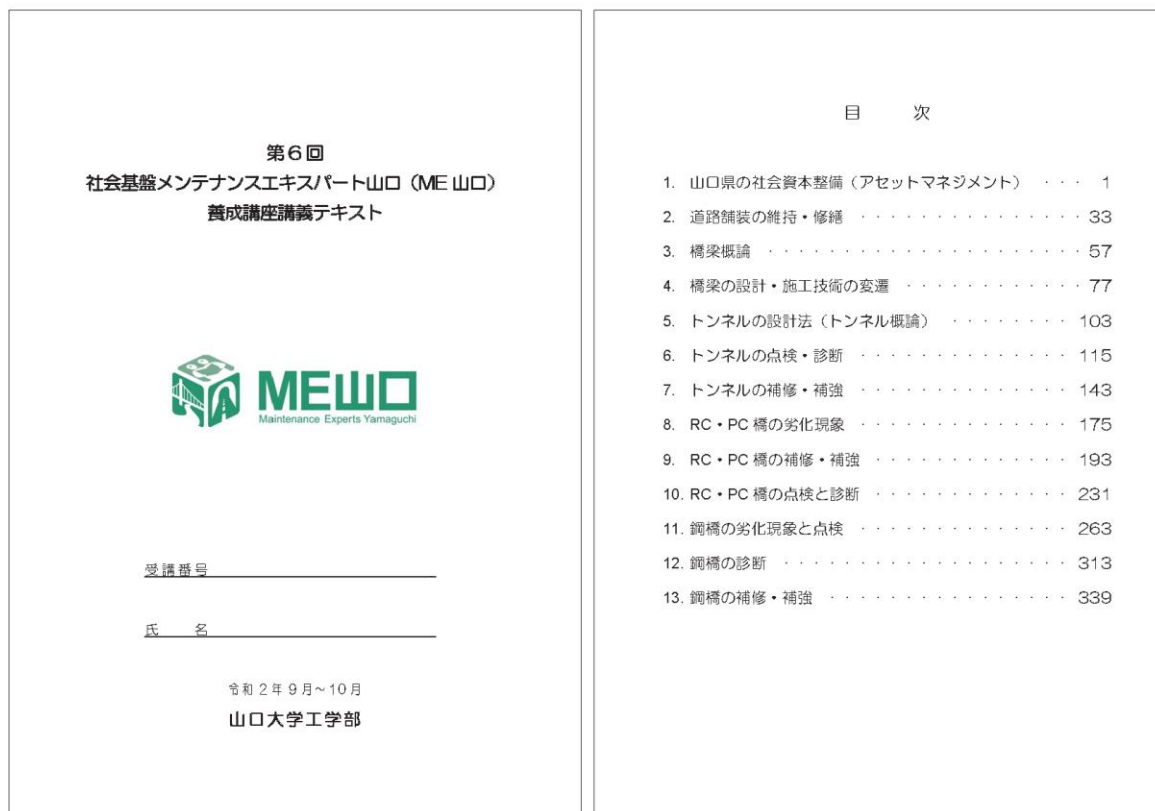 第6回
社会基盤メンテナンスエキスパート山口（ME山口）
養成講座講義テキスト
ME山口
Maintenance Experts Yamaguchi
受講番号
氏　　名
令和2年9月～10月
山口大学工学部
目　　次
1. 山口県の社会資本整備（アセットマネジメント） ・・・ 1
2. 道路舗装の維持・修繕 ・・・・・・・・・・・・・・・ 33
3. 橋梁概論 ・・・・・・・・・・・・・・・・・・・・・ 57
4. 橋梁の設計・施工技術の変遷 ・・・・・・・・・・・・ 77
5. トンネルの設計法（トンネル概論） ・・・・・・・・ 103
6. トンネルの点検・診断 ・・・・・・・・・・・・・・ 115
7. トンネルの補修・補強 ・・・・・・・・・・・・・・ 143
8. RC・PC橋の劣化現象 ・・・・・・・・・・・・・・ 175
9. RC・PC橋の補修・補強 ・・・・・・・・・・・・・ 193
10. RC・PC橋の点検と診断 ・・・・・・・・・・・・・ 231
11. 鋼橋の劣化現象と点検 ・・・・・・・・・・・・・・ 263
12. 鋼橋の診断 ・・・・・・・・・・・・・・・・・・・ 313
13. 鋼橋の補修・補強 ・・・・・・・・・・・・・・・・ 339